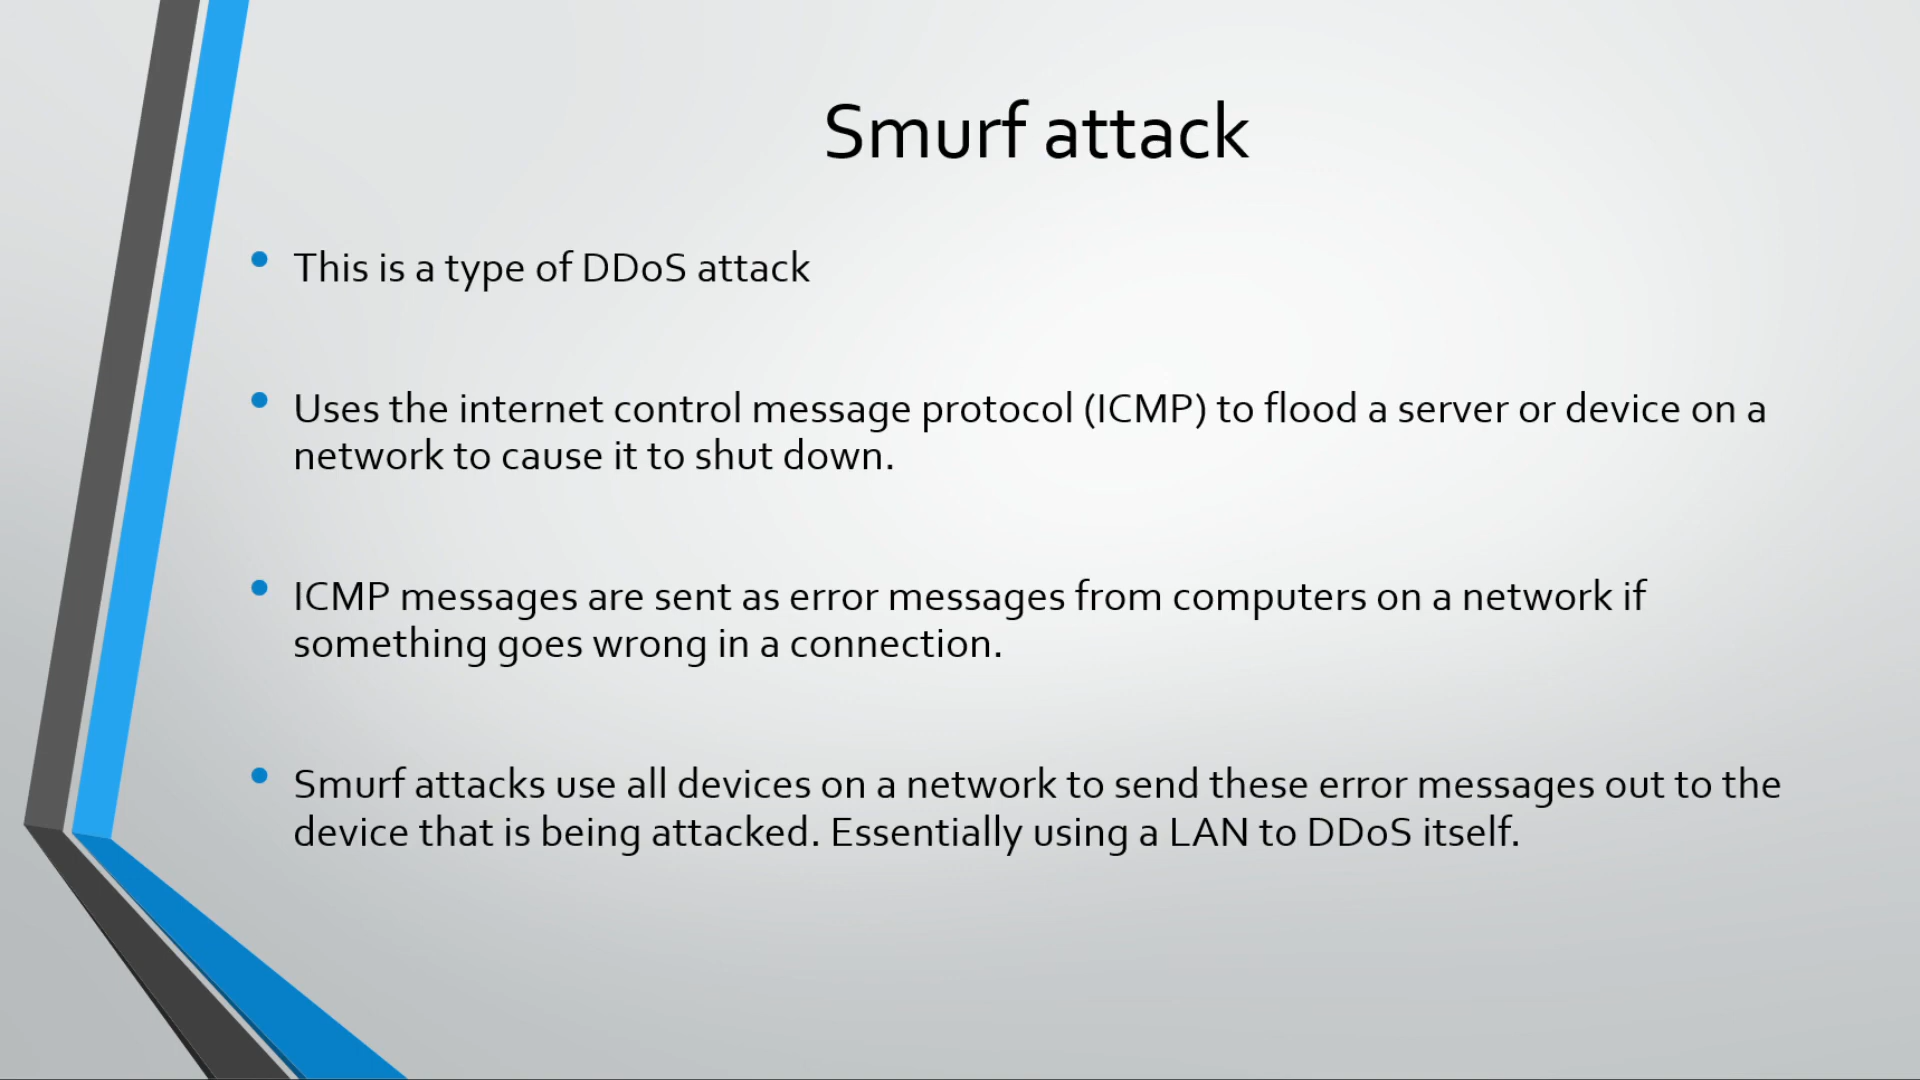 Smurf attack
• This is a type of DDoS attack
• Uses the internet control message protocol (ICMP) to flood a server or device on a
network to cause it to shut down.
• ICMP messages are sent as error messages from computers on a network if
something goes wrong in a connection.
• Smurf attacks use all devices on a network to send these error messages out to the
device that is being attacked. Essentially using a LAN to DDoS itself.